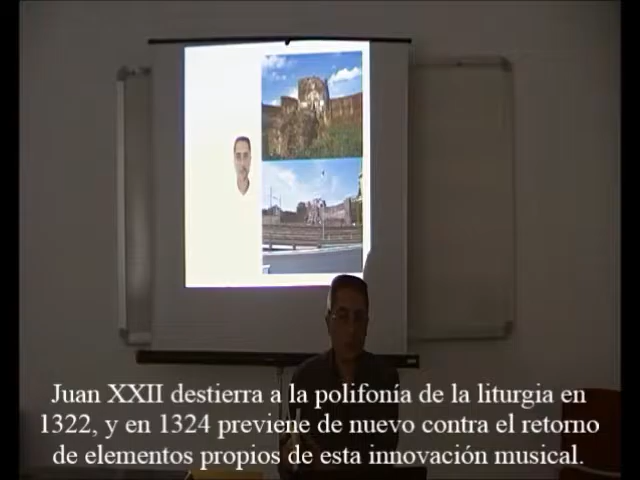 Juan XXII destierra a la polifonía de la liturgia en
1322, y en 1324 previene de nuevo contra el retorno
de elementos propios de esta innovación musical.